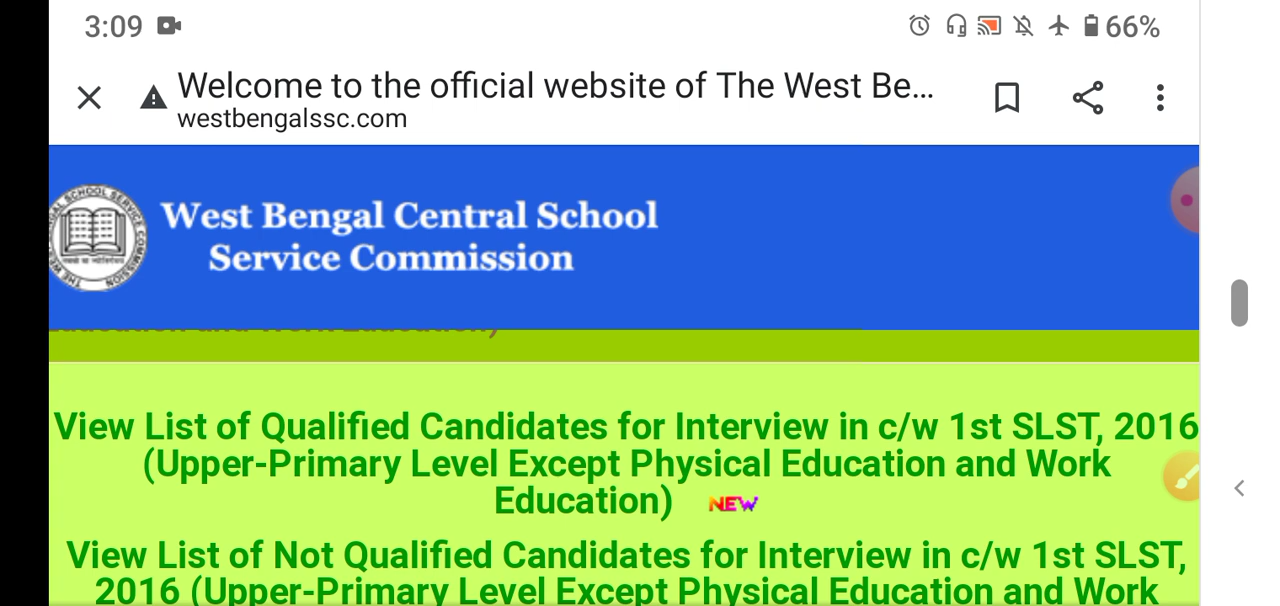 3:09
66%
Welcome to the official website of The West Be...
westbengalssc.com
West Bengal Central School
Service Commission
View List of Qualified Candidates for Interview in c/w 1st SLST, 2016
(Upper-Primary Level Except Physical Education and Work
Education) NEW
View List of Not Qualified Candidates for Interview in c/w 1st SLST,
2016 (Upper-Primary Level Except Physical Education and Work